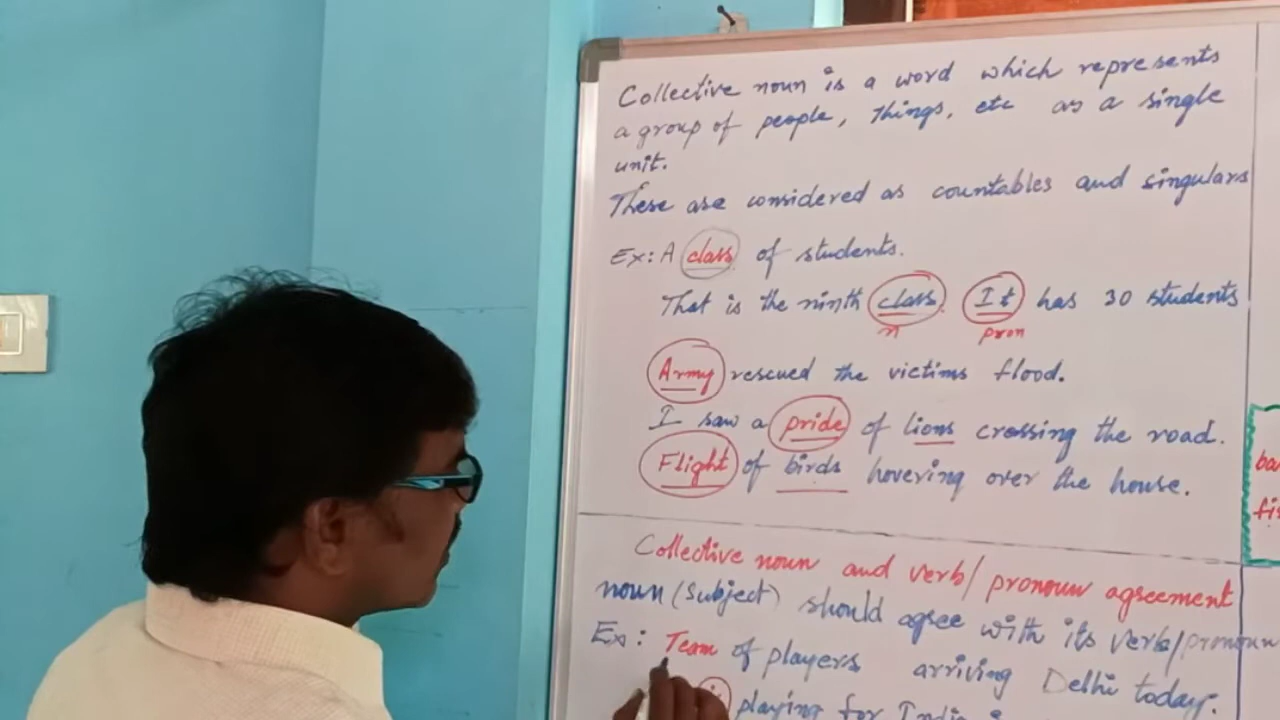 Collective noun is a word which represents
a group of people, things, etc as a single
unit.
These are considered as countables and singulars
Ex: A class of students.
That is the ninth class. It has 30 students
n pron
Army rescued the victims flood.
I saw a pride of lions crossing the road.
Flight of birds hovering over the house.
Collective noun and verb/pronoun agreement
noun (subject) should agree with its verb/pronoun
Ex: Team of players arriving Delhi today.
is playing for India